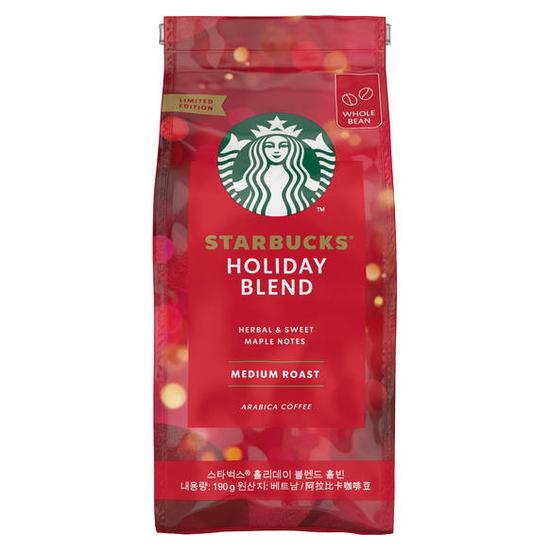 LIMITED
EDITION
WHOLE
BEAN
TM
STARBUCKS®
HOLIDAY
BLEND
HERBAL & SWEET
MAPLE NOTES
MEDIUM ROAST
ARABICA COFFEE
스타벅스® 홀리데이 블렌드 홀빈
내용량: 190 g 원산지: 베트남 / 阿拉比卡咖啡豆